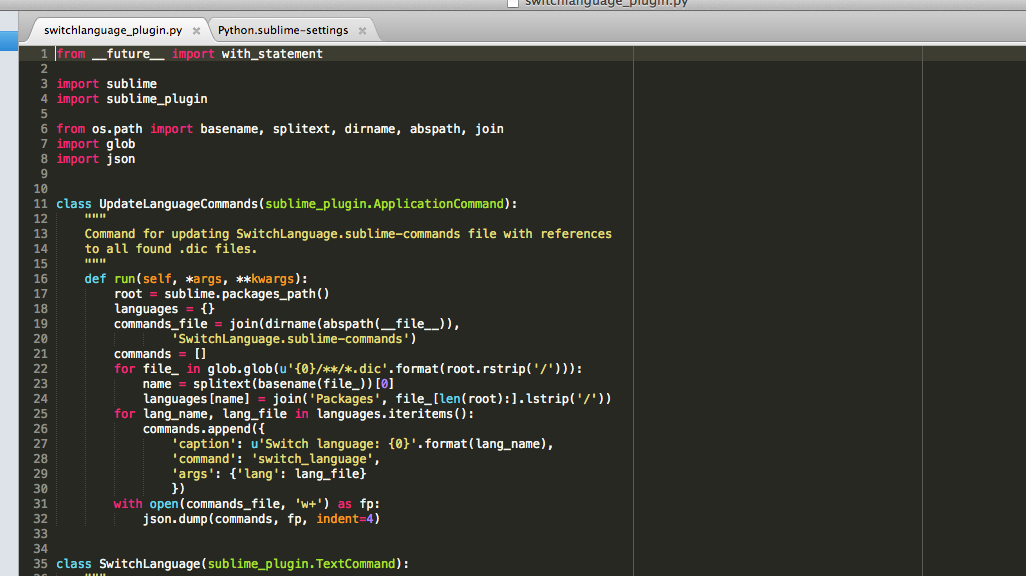 switchlanguage_plugin.py
switchlanguage_plugin.py × Python.sublime-settings ×
1 from __future__ import with_statement
2
3 import sublime
4 import sublime_plugin
5
6 from os.path import basename, splitext, dirname, abspath, join
7 import glob
8 import json
9
10
11 class UpdateLanguageCommands(sublime_plugin.ApplicationCommand):
12     """
13     Command for updating SwitchLanguage.sublime-commands file with references
14     to all found .dic files.
15     """
16     def run(self, *args, **kwargs):
17         root = sublime.packages_path()
18         languages = {}
19         commands_file = join(dirname(abspath(__file__)),
20                 'SwitchLanguage.sublime-commands')
21         commands = []
22         for file_ in glob.glob(u'{0}/**/*.dic'.format(root.rstrip('/'))):
23             name = splitext(basename(file_))[0]
24             languages[name] = join('Packages', file_[len(root):].lstrip('/'))
25         for lang_name, lang_file in languages.iteritems():
26             commands.append({
27                 'caption': u'Switch language: {0}'.format(lang_name),
28                 'command': 'switch_language',
29                 'args': {'lang': lang_file}
30                 })
31         with open(commands_file, 'w+') as fp:
32             json.dump(commands, fp, indent=4)
33
34
35 class SwitchLanguage(sublime_plugin.TextCommand):
36     """